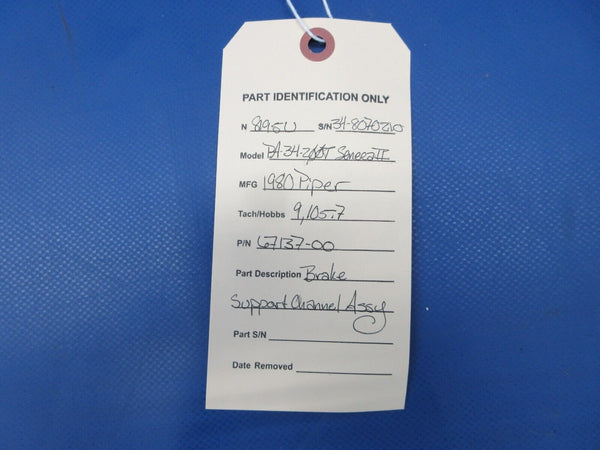 PART IDENTIFICATION ONLY
N 8195U S/N 34-8070210
Model PA-34-200T Seneca II
MFG 1980 Piper
Tach/Hobbs 9,105.7
P/N 67137-00
Part Description Brake
Support Channel Assy
Part S/N
Date Removed